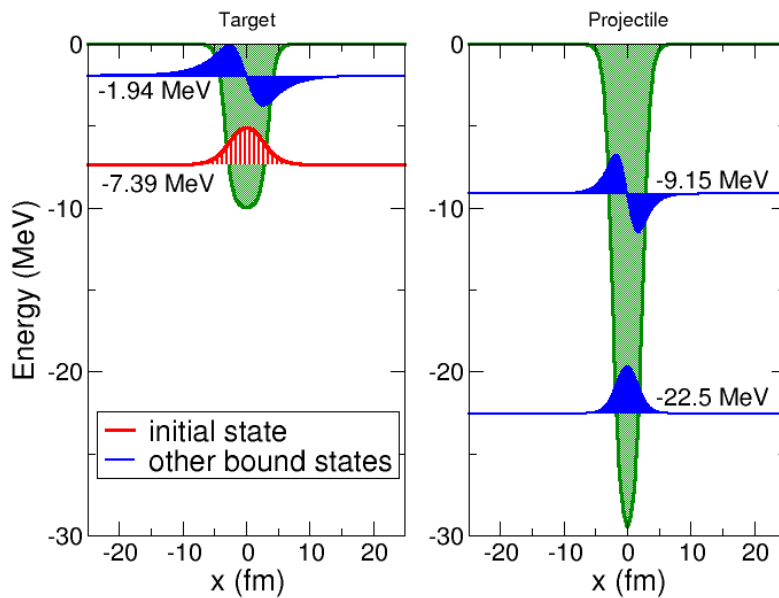 Target
Projectile
Energy (MeV)
0
-10
-20
-30
-1.94 MeV
-7.39 MeV
initial state
other bound states
-20
-10
0
10
20
x (fm)
0
-10
-20
-30
-9.15 MeV
-22.5 MeV
-20
-10
0
10
20
x (fm)